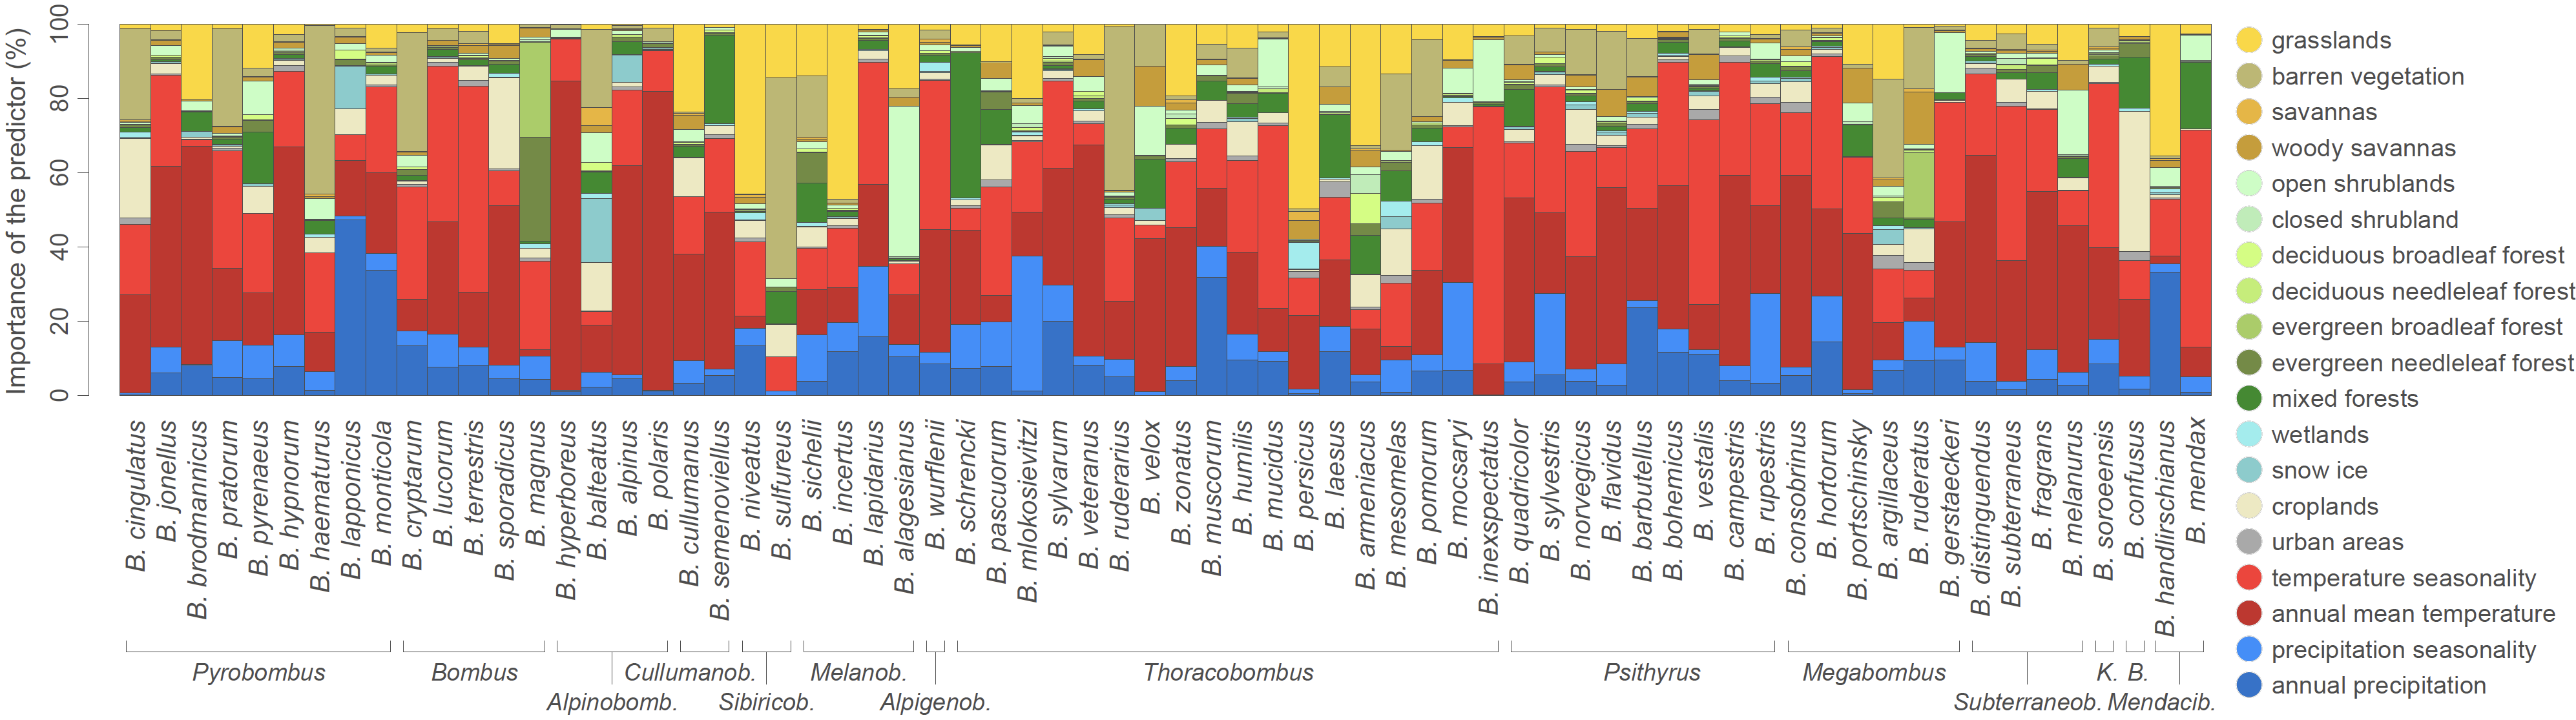 Importance of the predictor (%)
100
80
60
40
20
0
B. cingulatus
B. jonellus
B. brodmannicus
B. pratorum
B. pyrenaeus
B. hypnorum
B. haematurus
B. lapponicus
B. monticola
B. cryptarum
B. lucorum
B. terrestris
B. sporadicus
B. magnus
B. hyperboreus
B. balteatus
B. alpinus
B. polaris
B. cullumanus
B. semenoviellus
B. niveatus
B. sulfureus
B. sichelii
B. incertus
B. lapidarius
B. alagesianus
B. wurflenii
B. schrencki
B. pascuorum
B. mlokosievitzi
B. sylvarum
B. veteranus
B. ruderarius
B. velox
B. zonatus
B. muscorum
B. humilis
B. mucidus
B. persicus
B. laesus
B. armeniacus
B. mesomelas
B. pomorum
B. mocsaryi
B. inexspectatus
B. quadricolor
B. sylvestris
B. norvegicus
B. flavidus
B. barbutellus
B. bohemicus
B. vestalis
B. campestris
B. rupestris
B. consobrinus
B. hortorum
B. portschinsky
B. argillaceus
B. ruderatus
B. gerstaeckeri
B. distinguendus
B. subterraneus
B. fragrans
B. melanurus
B. soroeensis
B. confusus
B. handlirschianus
B. mendax
Pyrobombus
Bombus
Alpinobomb.
Cullumanob.
Sibiricob.
Melanob.
Alpigenob.
Thoracobombus
Psithyrus
Megabombus
Subterraneob.
K.
B.
Mendacib.
grasslands
barren vegetation
savannas
woody savannas
open shrublands
closed shrubland
deciduous broadleaf forest
deciduous needleleaf forest
evergreen broadleaf forest
evergreen needleleaf forest
mixed forests
wetlands
snow ice
croplands
urban areas
temperature seasonality
annual mean temperature
precipitation seasonality
annual precipitation